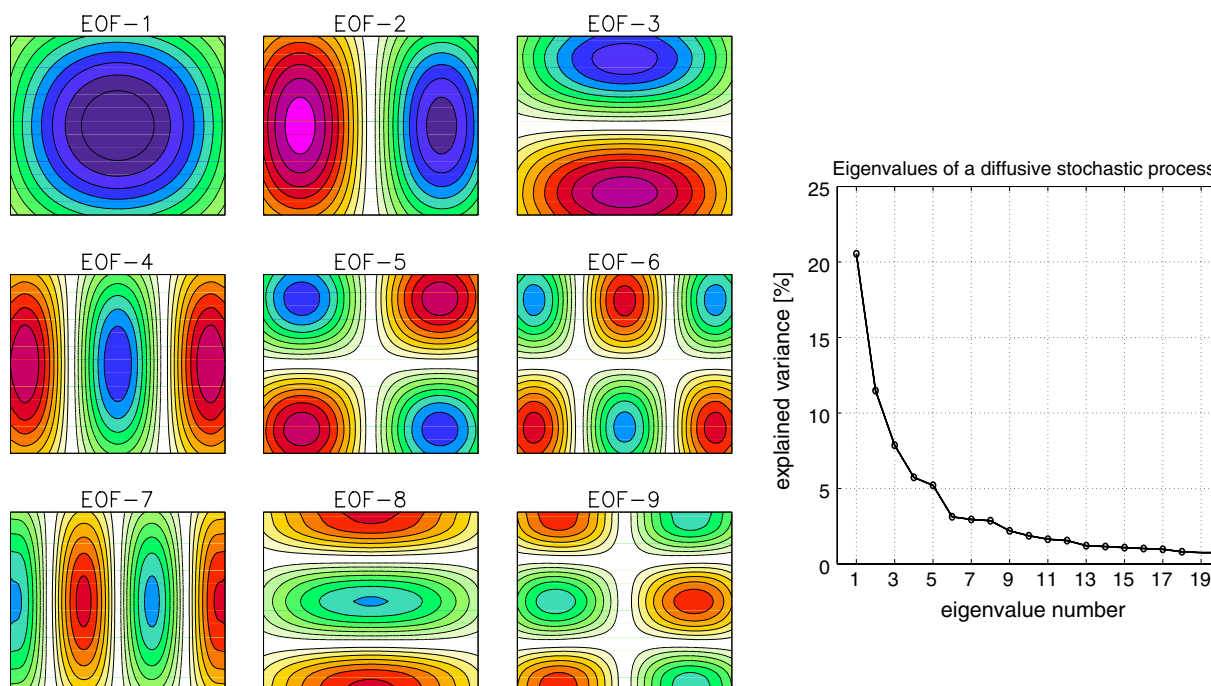 EOF-1 EOF-2 EOF-3
EOF-4 EOF-5 EOF-6
EOF-7 EOF-8 EOF-9
Eigenvalues of a diffusive stochastic process
25
20
15
10
5
0
explained variance [%]
1 3 5 7 9 11 13 15 17 19
eigenvalue number